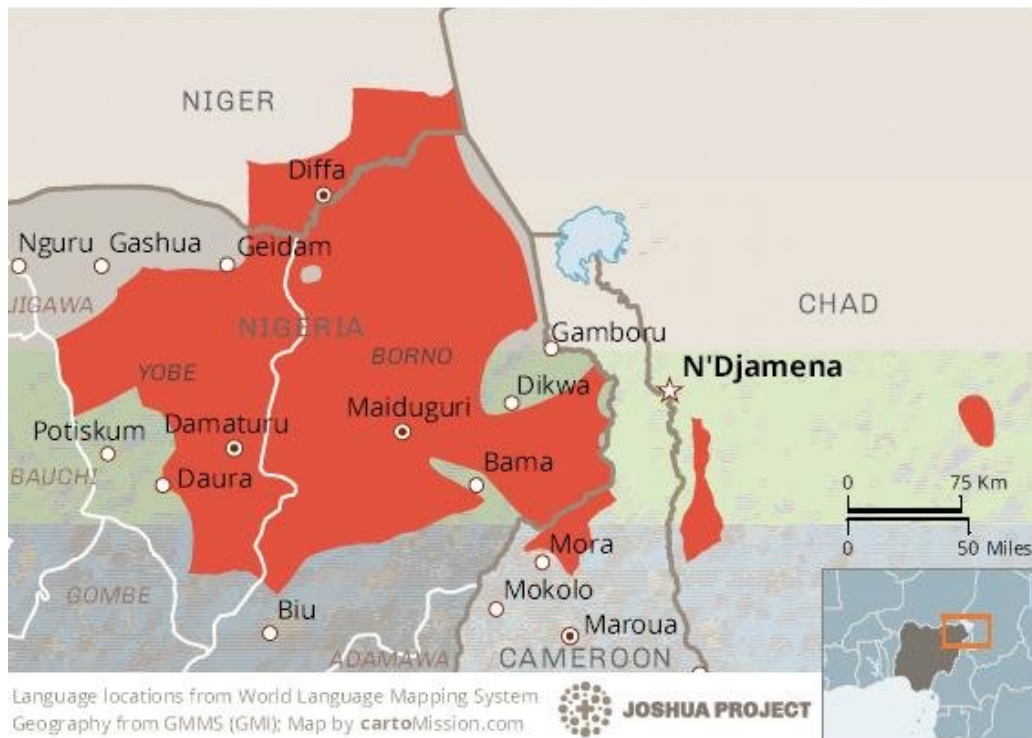 NIGER
Diffa
Nguru
Gashua
Geidam
JIGAWA
NIGERIA
CHAD
Gamboru
YOBE
BORNO
N'Djamena
Dikwa
Maiduguri
Potiskum
Damaturu
Bama
BAUCHI
Daura
0 75 Km
0 50 Miles
Mora
Mokolo
GOMBE
Biu
Maroua
ADAMAWA
CAMEROON
Language locations from World Language Mapping System
Geography from GMMS (GMI); Map by cartoMission.com
JOSHUA PROJECT